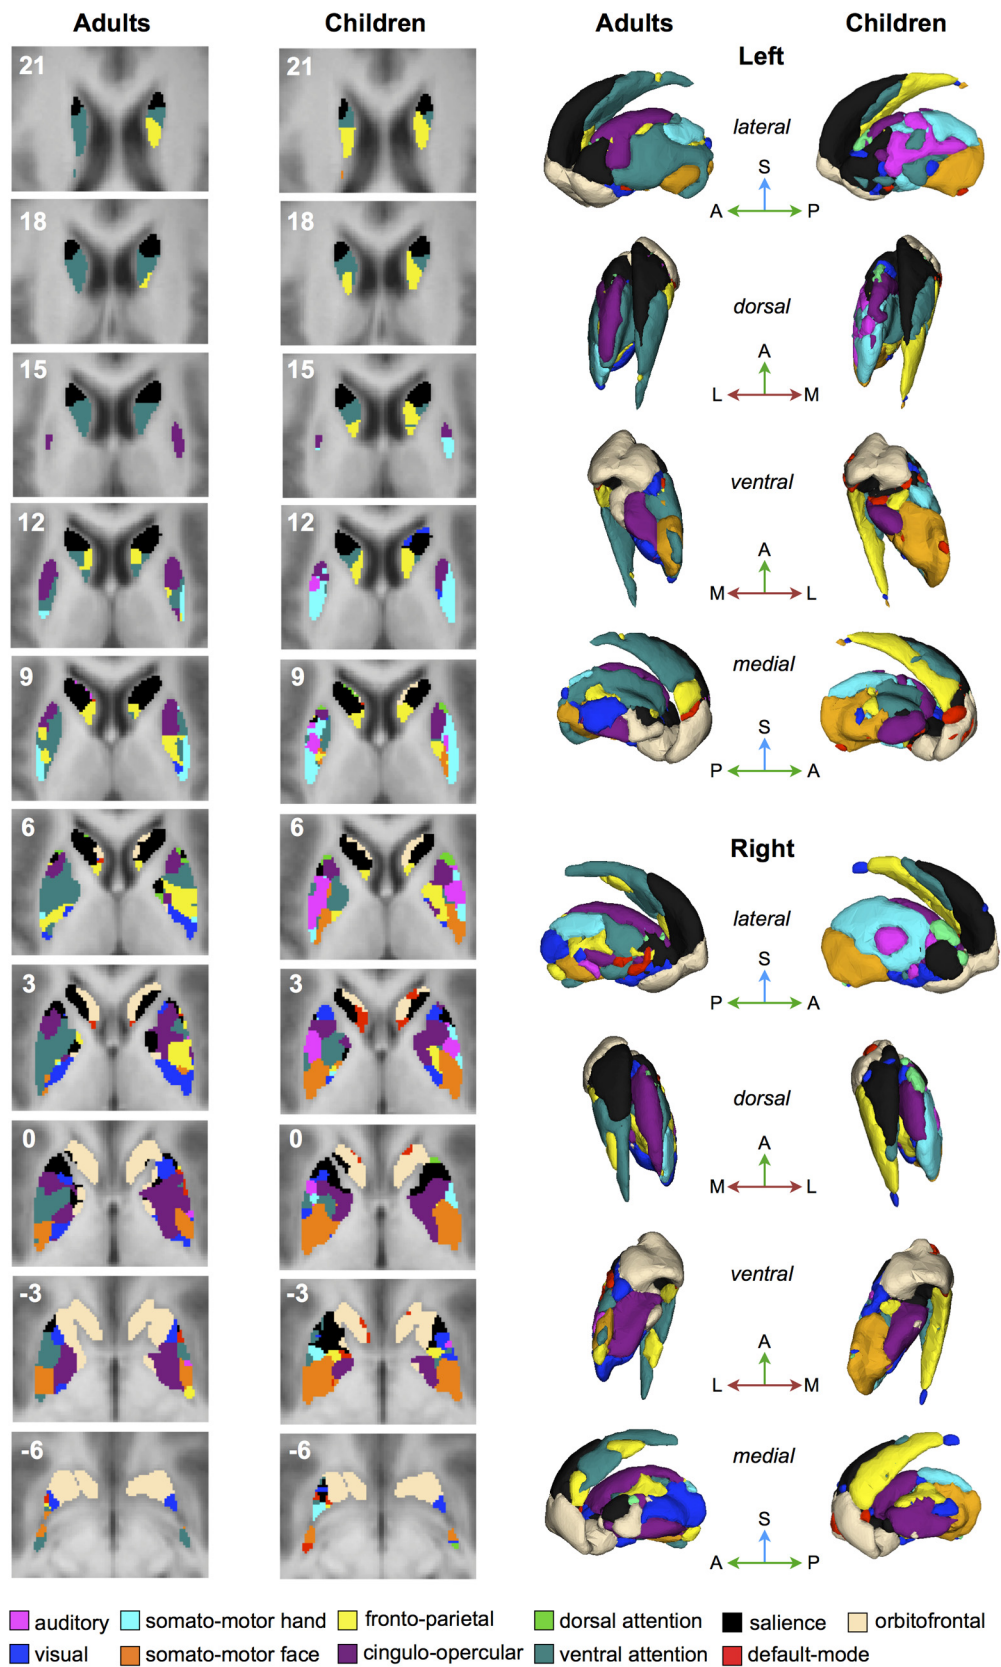 Adults Children Adults Children
Left
21 21
lateral
S
A P
18 18
dorsal
A
L M
15 15
ventral
A
M L
12 12
medial
S
P A
9 9
6 6
Right
lateral
S
P A
3 3
dorsal
A
M L
0 0
ventral
A
L M
-3 -3
medial
S
A P
-6 -6
auditory somato-motor hand fronto-parietal dorsal attention salience orbitofrontal
visual somato-motor face cingulo-opercular ventral attention default-mode